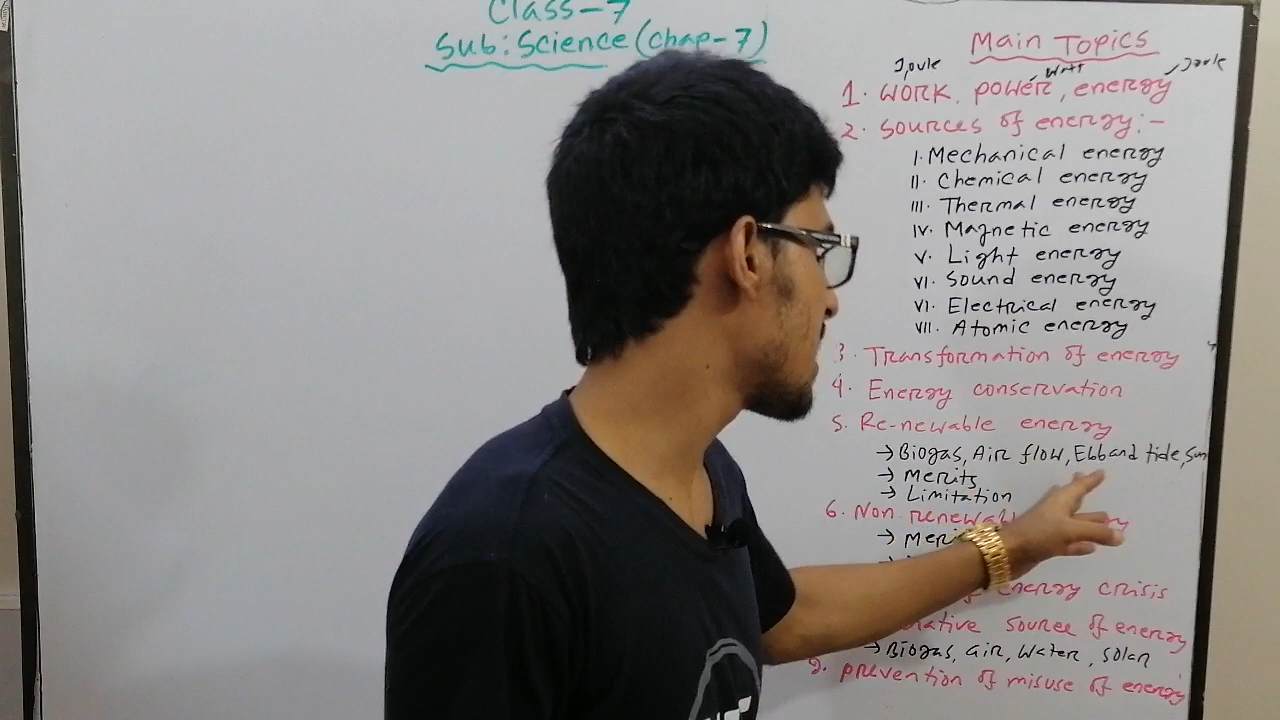 Class-7
Sub: Science (chap-7)
Main Topics
Joule Watt Joule
1. Work, power, energy
2. Sources of energy:-
I. Mechanical energy
II. Chemical energy
III. Thermal energy
IV. Magnetic energy
V. Light energy
VI. Sound energy
VI. Electrical energy
VII. Atomic energy
3. Transformation of energy
4. Energy conservation
5. Re-newable energy
→ Biogas, Air flow, Ebb and tide, sun
→ Merits
→ Limitation
6. Non-
→
energy crisis
source of energy
→ Biogas, air, water, solar
9. prevention of misuse of energy